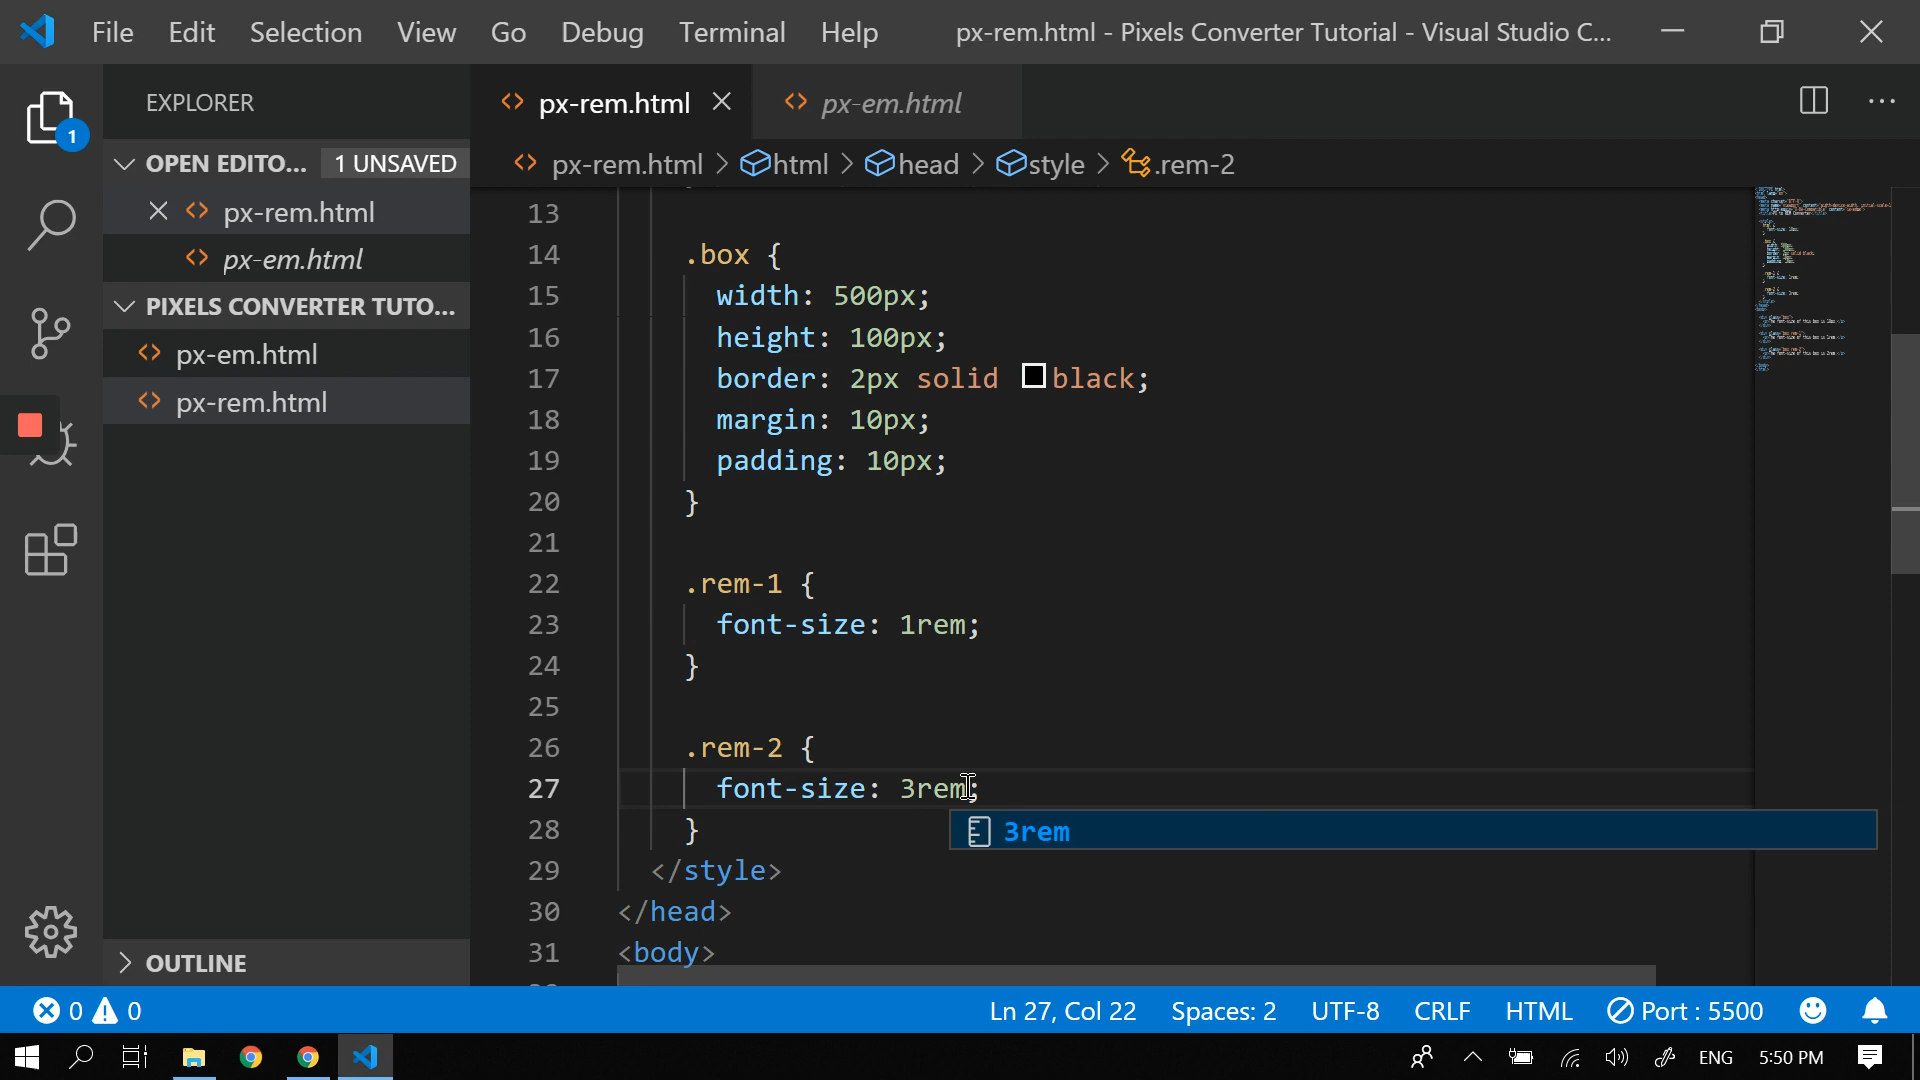 File Edit Selection View Go Debug Terminal Help px-rem.html - Pixels Converter Tutorial - Visual Studio C...
EXPLORER
px-rem.html px-em.html
1
OPEN EDITO... 1 UNSAVED
px-rem.html > html > head > style > .rem-2
px-rem.html
px-em.html
PIXELS CONVERTER TUTO...
px-em.html
px-rem.html
13
14 .box {
15 width: 500px;
16 height: 100px;
17 border: 2px solid black;
18 margin: 10px;
19 padding: 10px;
20 }
21
22 .rem-1 {
23 font-size: 1rem;
24 }
25
26 .rem-2 {
27 font-size: 3rem;
3rem
28 }
29 </style>
30 </head>
31 <body>
OUTLINE
0 0 Ln 27, Col 22 Spaces: 2 UTF-8 CRLF HTML Port : 5500
ENG 5:50 PM